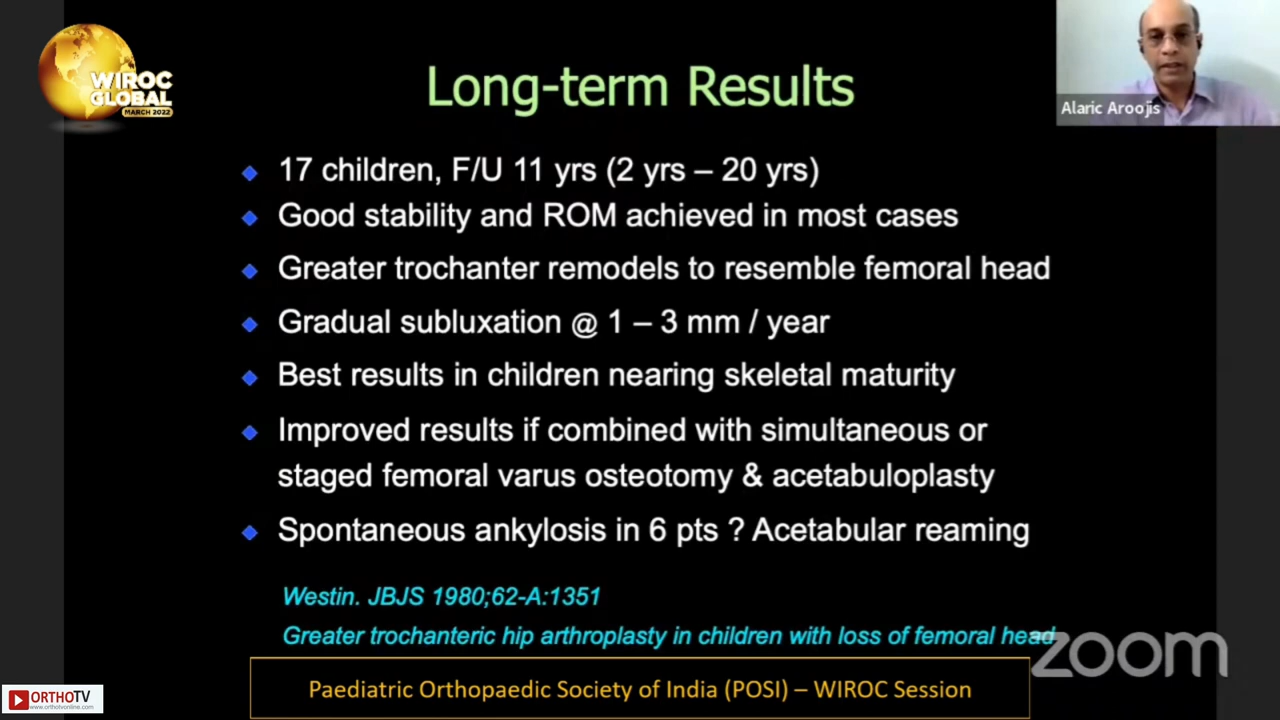 WIROC
GLOBAL
MARCH 2022
Long-term Results
Alaric Aroojis
17 children, F/U 11 yrs (2 yrs – 20 yrs)
Good stability and ROM achieved in most cases
Greater trochanter remodels to resemble femoral head
Gradual subluxation @ 1 – 3 mm / year
Best results in children nearing skeletal maturity
Improved results if combined with simultaneous or
staged femoral varus osteotomy & acetabuloplasty
Spontaneous ankylosis in 6 pts ? Acetabular reaming
Westin. JBJS 1980;62-A:1351
Greater trochanteric hip arthroplasty in children with loss of femoral head
zoom
Paediatric Orthopaedic Society of India (POSI) – WIROC Session
ORTHOTV
www.orthotvonline.com